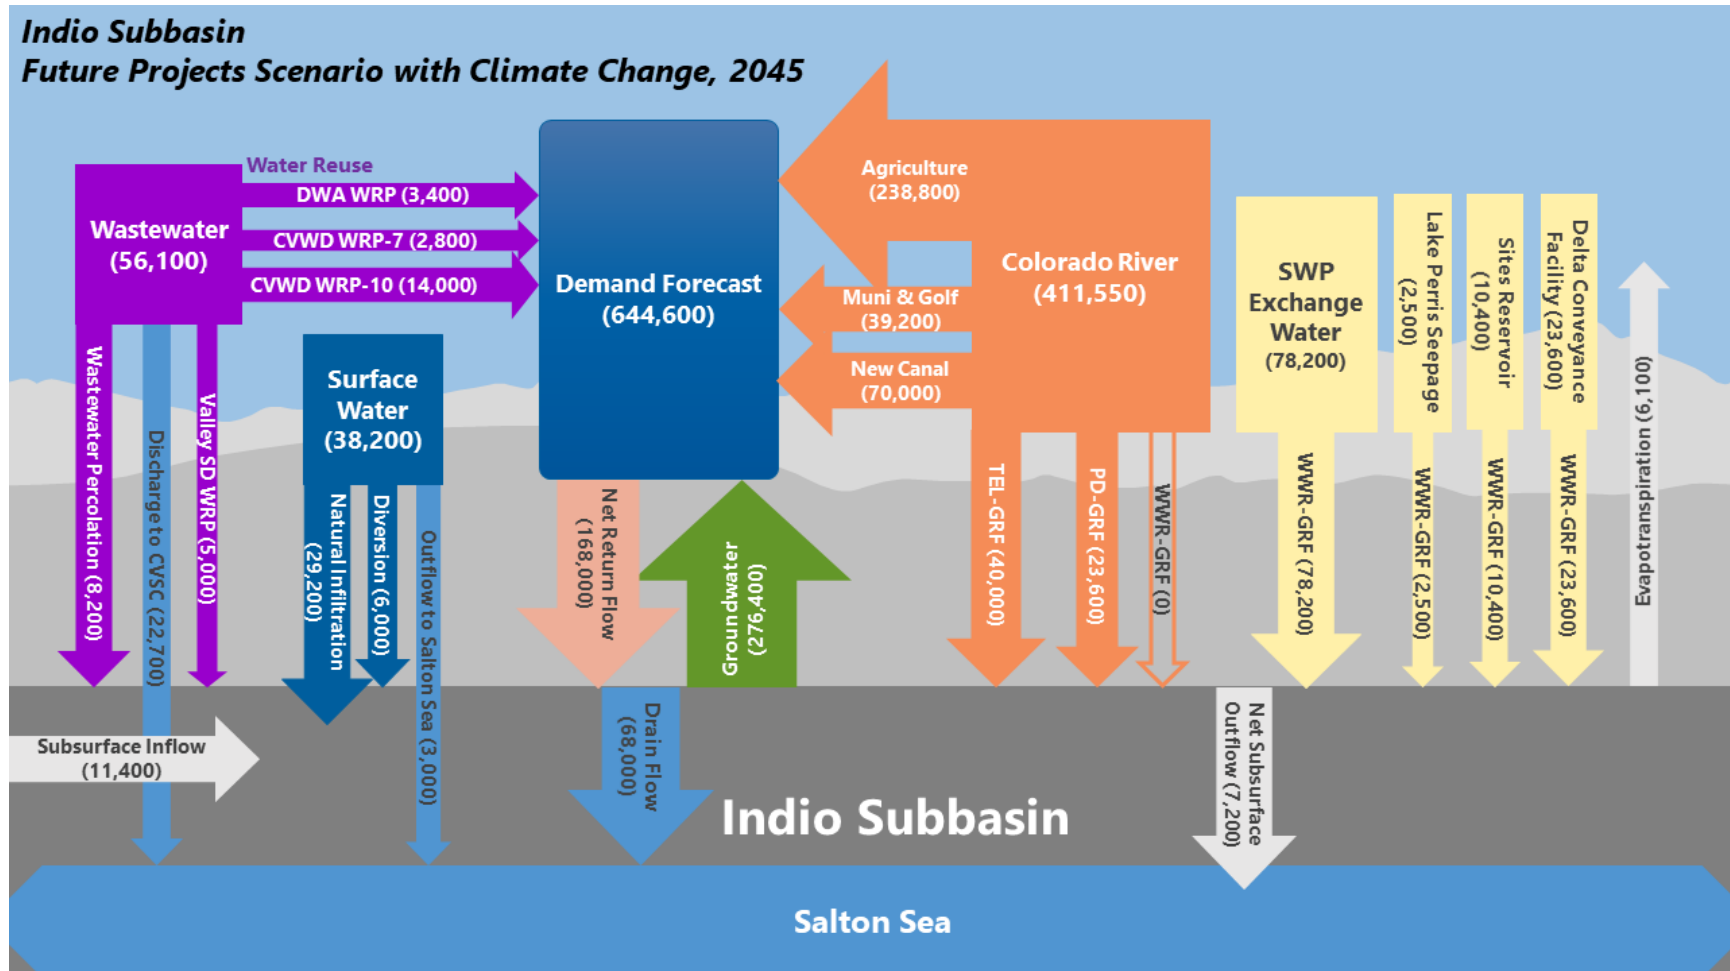 Indio Subbasin
Future Projects Scenario with Climate Change, 2045
Water Reuse
DWA WRP (3,400)
CVWD WRP-7 (2,800)
CVWD WRP-10 (14,000)
Wastewater
(56,100)
Wastewater Percolation (8,200)
Discharge to CVSC (22,700)
Valley SD WRP (5,000)
Surface
Water
(38,200)
Natural Infiltration
(29,200)
Diversion (6,000)
Outflow to Salton Sea (3,000)
Demand Forecast
(644,600)
Net Return Flow
(168,000)
Groundwater
(276,400)
Agriculture
(238,800)
Muni & Golf
(39,200)
New Canal
(70,000)
Colorado River
(411,550)
TEL-GRF (40,000)
PD-GRF (23,600)
WWR-GRF (0)
SWP
Exchange
Water
(78,200)
WWR-GRF (78,200)
Lake Perris Seepage
(2,500)
WWR-GRF (2,500)
Sites Reservoir
(10,400)
WWR-GRF (10,400)
Delta Conveyance
Facility (23,600)
WWR-GRF (23,600)
Evapotranspiration (6,100)
Subsurface Inflow
(11,400)
Drain Flow
(68,000)
Net Subsurface
Outflow (7,200)
Indio Subbasin
Salton Sea